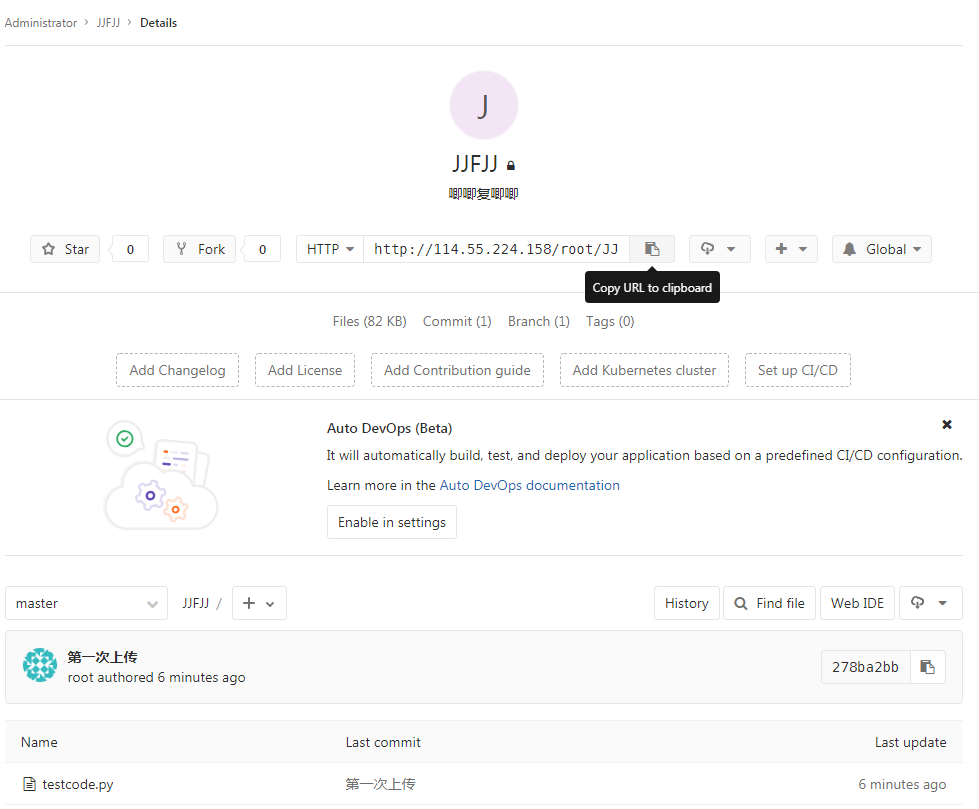 Administrator > JJFJJ > Details
J
JJFJJ
唧唧复唧唧
Star 0 Fork 0 HTTP http://114.55.224.158/root/JJ Global
Copy URL to clipboard
Files (82 KB) Commit (1) Branch (1) Tags (0)
Add Changelog Add License Add Contribution guide Add Kubernetes cluster Set up CI/CD
Auto DevOps (Beta)
It will automatically build, test, and deploy your application based on a predefined CI/CD configuration.
Learn more in the Auto DevOps documentation
Enable in settings
master JJFJJ / + History Find file Web IDE
第一次上传
root authored 6 minutes ago
278ba2bb
Name Last commit Last update
testcode.py 第一次上传 6 minutes ago